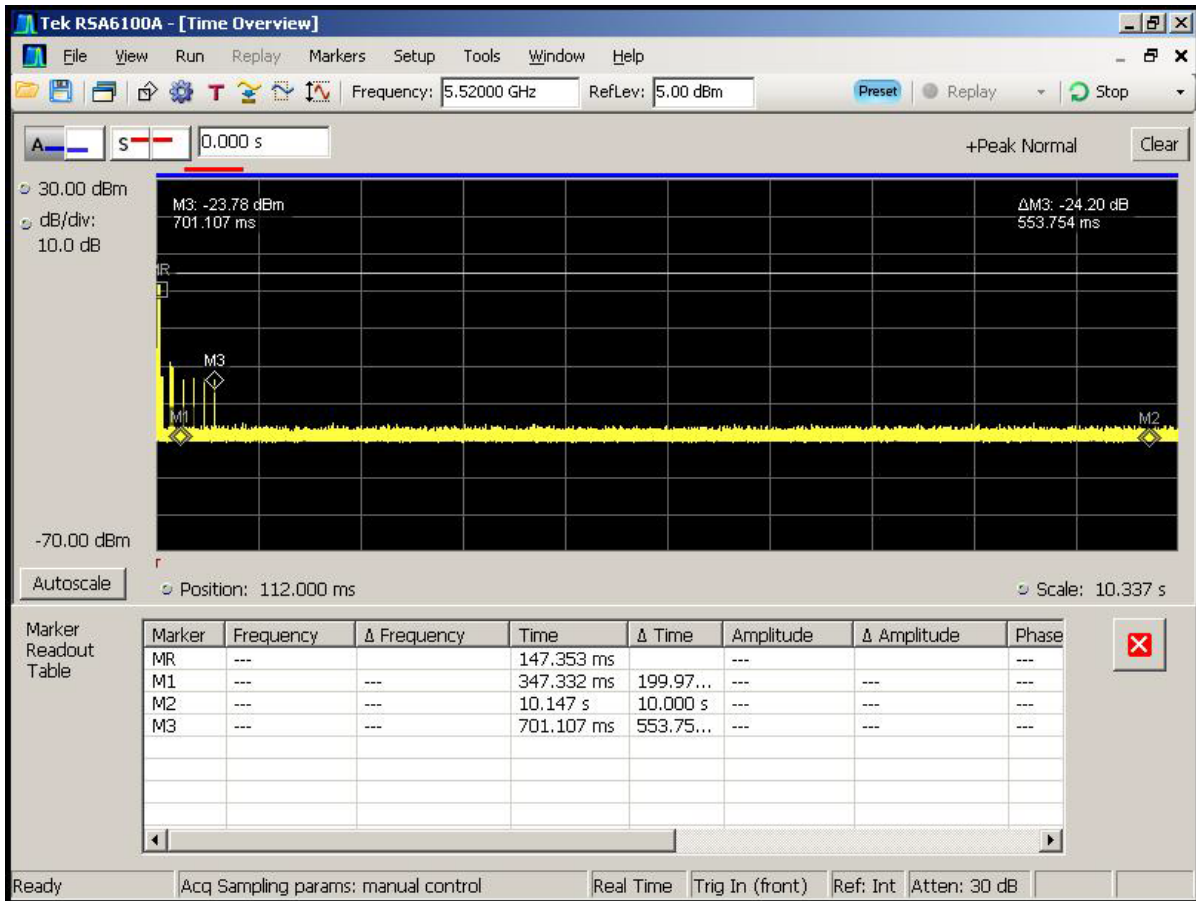 Tek RSA6100A - [Time Overview]
File View Run Replay Markers Setup Tools Window Help
T Frequency: 5.52000 GHz RefLev: 5.00 dBm Preset Replay Stop
A S 0.000 s +Peak Normal Clear
30.00 dBm
dB/div:
10.0 dB
M3: -23.78 dBm
701.107 ms
ΔM3: -24.20 dB
553.754 ms
MR
M3
M1
M2
-70.00 dBm
Autoscale Position: 112.000 ms Scale: 10.337 s
Marker
Readout
Table
Marker Frequency Δ Frequency Time Δ Time Amplitude Δ Amplitude Phase
MR --- 147.353 ms --- ---
M1 --- --- 347.332 ms 199.97... --- --- ---
M2 --- --- 10.147 s 10.000 s --- --- ---
M3 --- --- 701.107 ms 553.75... --- --- ---
Ready Acq Sampling params: manual control Real Time Trig In (front) Ref: Int Atten: 30 dB